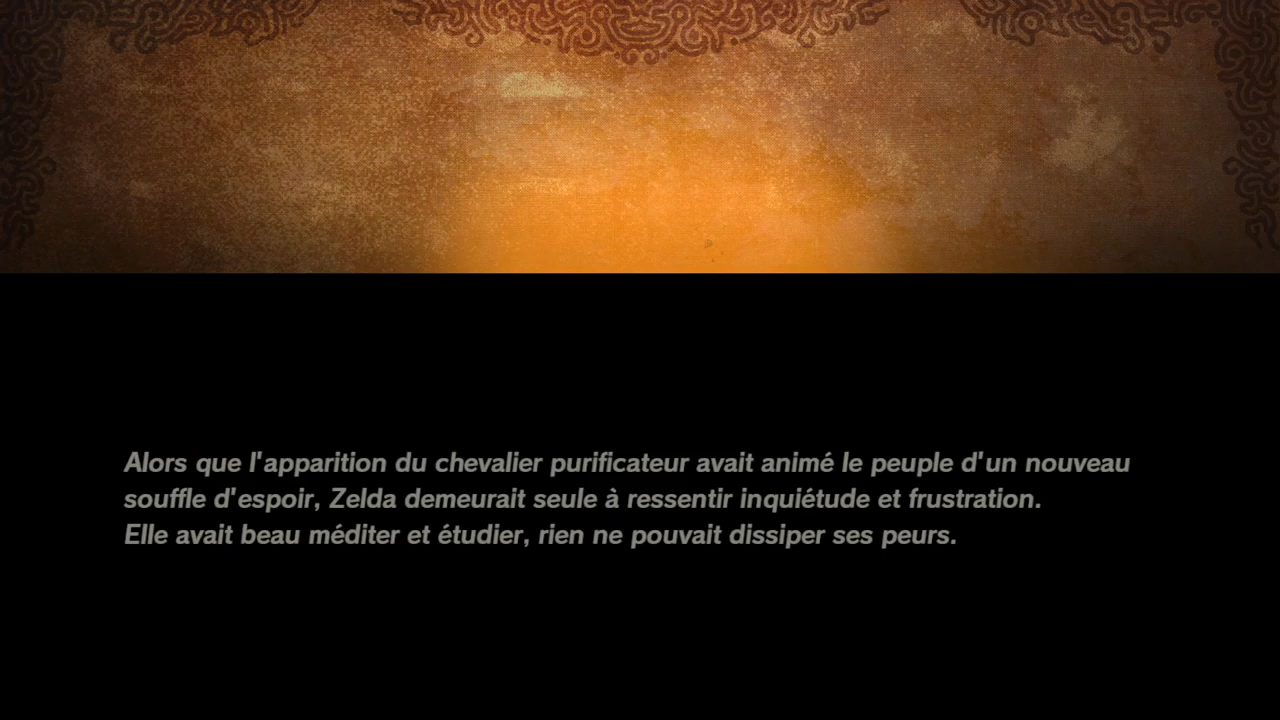 Alors que l'apparition du chevalier purificateur avait animé le peuple d'un nouveau
souffle d'espoir, Zelda demeurait seule à ressentir inquiétude et frustration.
Elle avait beau méditer et étudier, rien ne pouvait dissiper ses peurs.